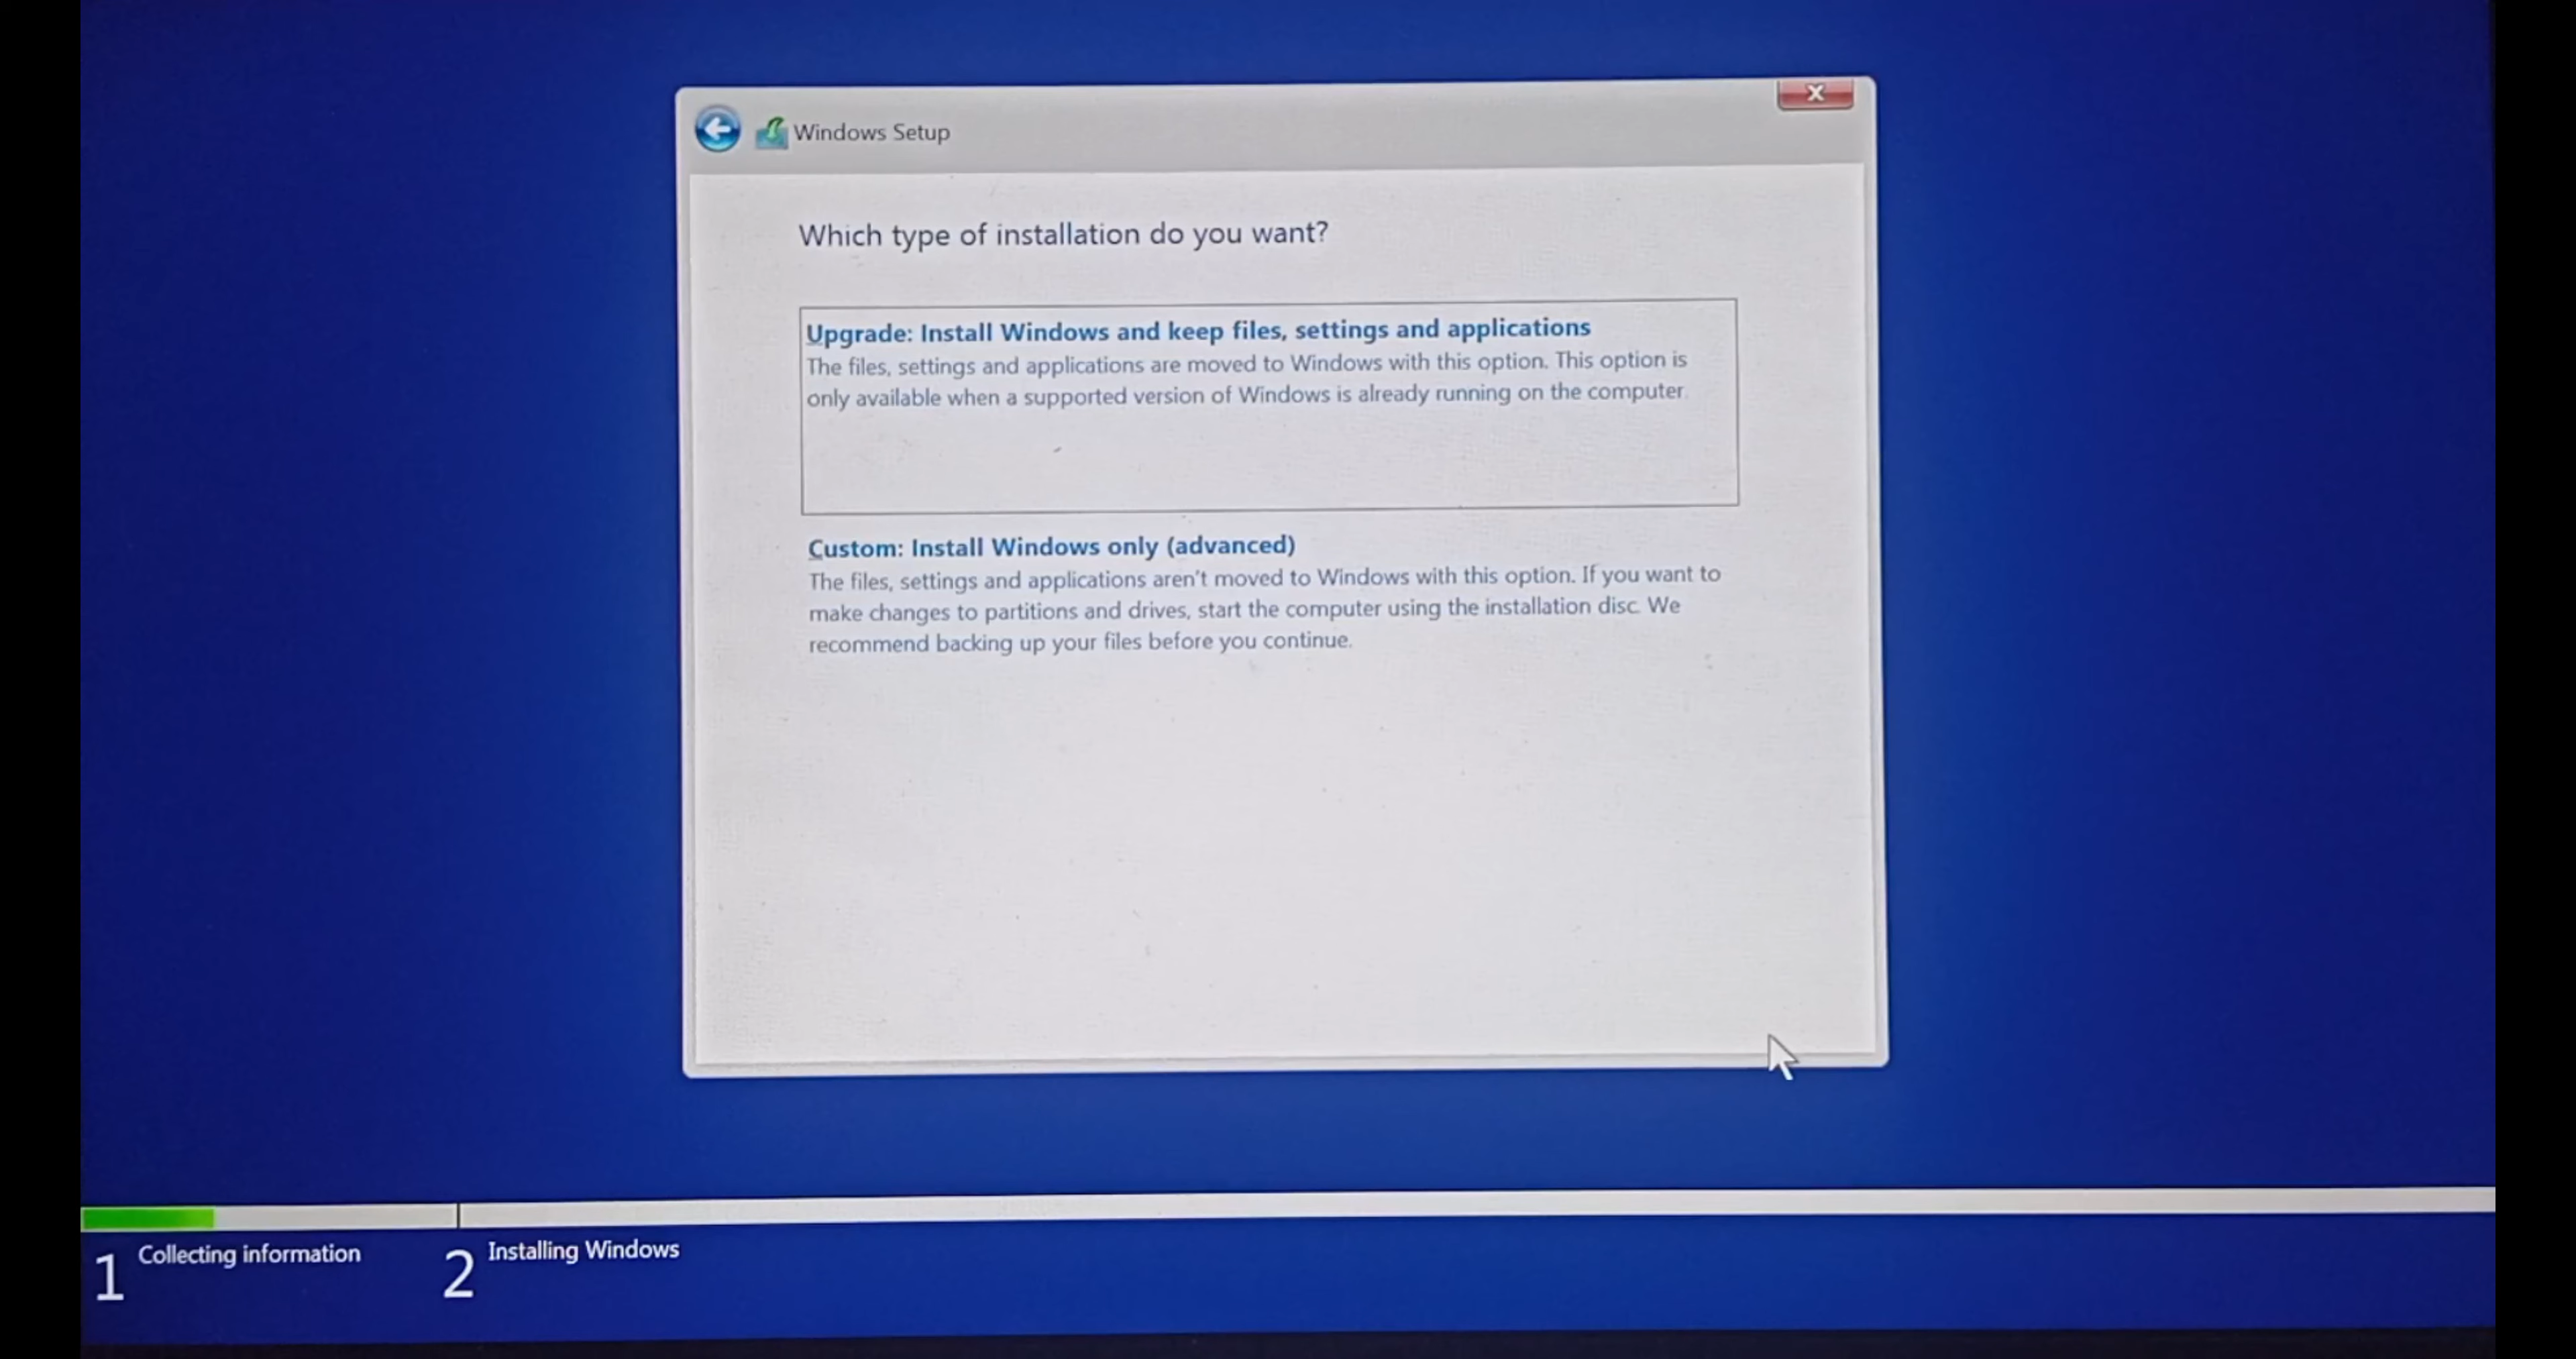 Windows Setup
Which type of installation do you want?
Upgrade: Install Windows and keep files, settings and applications
The files, settings and applications are moved to Windows with this option. This option is
only available when a supported version of Windows is already running on the computer.
Custom: Install Windows only (advanced)
The files, settings and applications aren't moved to Windows with this option. If you want to
make changes to partitions and drives, start the computer using the installation disc. We
recommend backing up your files before you continue.
1 Collecting information 2 Installing Windows